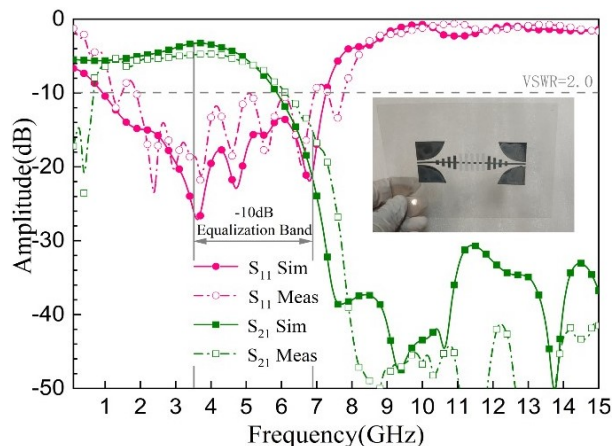 0
-10
-20
-30
-40
-50
Amplitude(dB)
VSWR=2.0
-10dB
Equalization Band
S11 Sim
S11 Meas
S21 Sim
S21 Meas
1 2 3 4 5 6 7 8 9 10 11 12 13 14 15
Frequency(GHz)